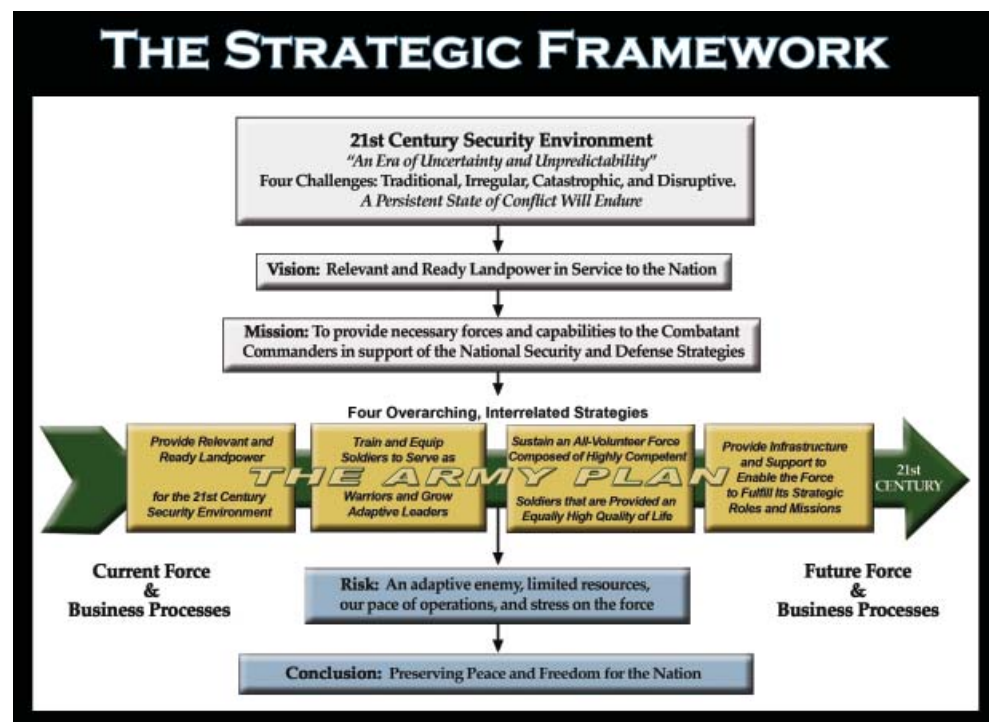 THE STRATEGIC FRAMEWORK
21st Century Security Environment
"An Era of Uncertainty and Unpredictability"
Four Challenges: Traditional, Irregular, Catastrophic, and Disruptive.
A Persistent State of Conflict Will Endure
Vision: Relevant and Ready Landpower in Service to the Nation
Mission: To provide necessary forces and capabilities to the Combatant
Commanders in support of the National Security and Defense Strategies
Four Overarching, Interrelated Strategies
Provide Relevant and
Ready Landpower
for the 21st Century
Security Environment
Train and Equip
Soldiers to Serve as
Warriors and Grow
Adaptive Leaders
Sustain an All-Volunteer Force
Composed of Highly Competent
Soldiers that are Provided an
Equally High Quality of Life
Provide Infrastructure
and Support to
Enable the Force
to Fulfill Its Strategic
Roles and Missions
THE ARMY PLAN
21st
CENTURY
Current Force
&
Business Processes
Future Force
&
Business Processes
Risk: An adaptive enemy, limited resources,
our pace of operations, and stress on the force
Conclusion: Preserving Peace and Freedom for the Nation